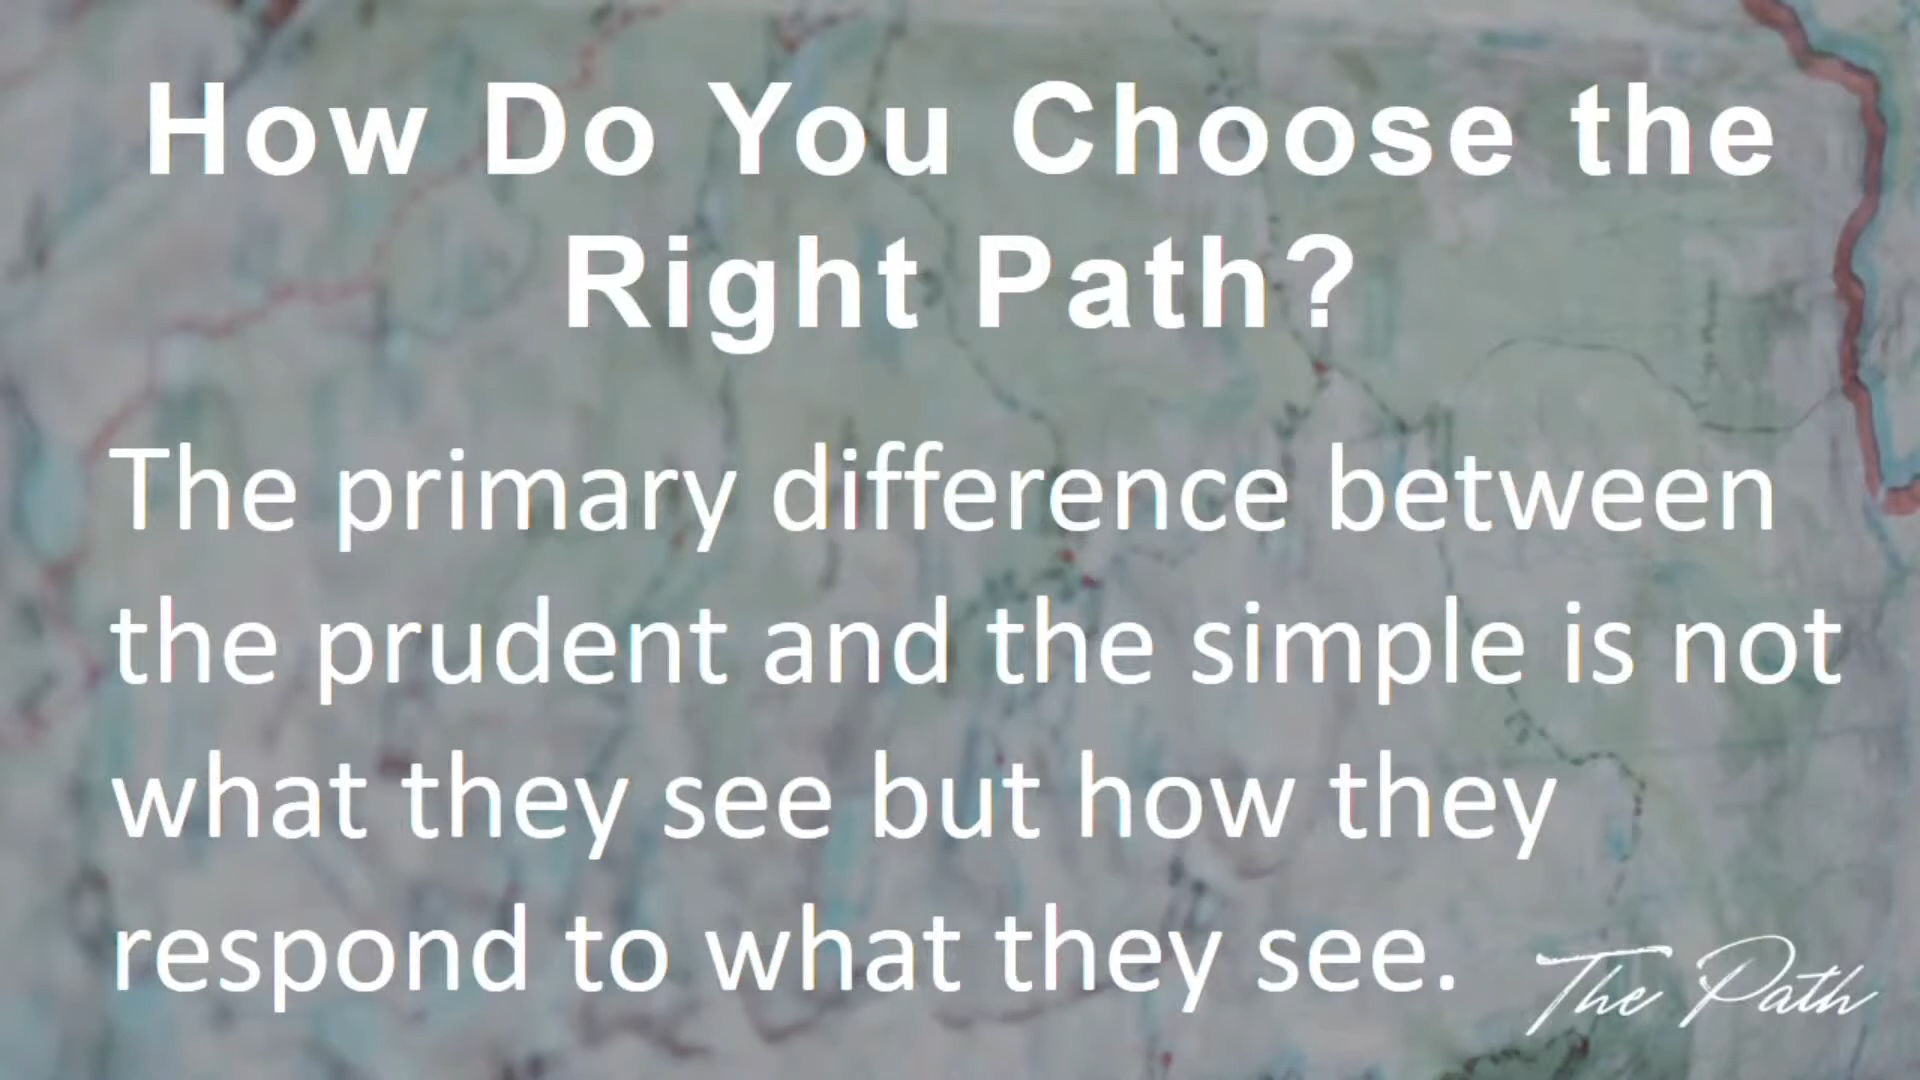 How Do You Choose the
Right Path?
The primary difference between
the prudent and the simple is not
what they see but how they
respond to what they see.
The Path